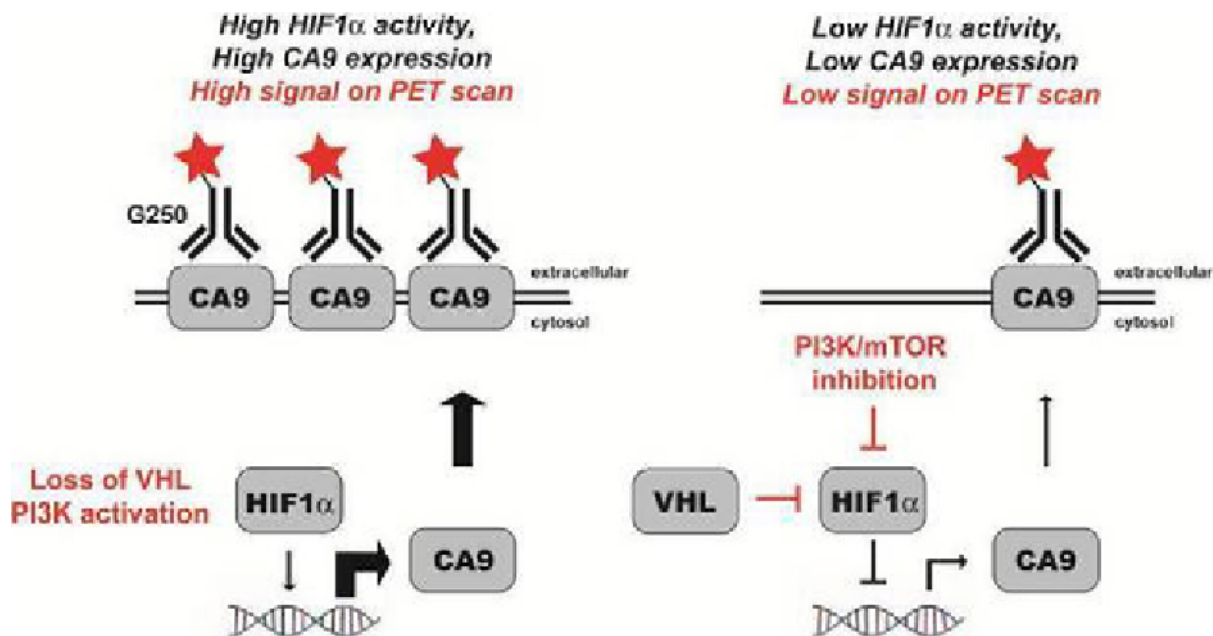 High HIF1α activity,
High CA9 expression
High signal on PET scan
G250
CA9
CA9
CA9
extracellular
cytosol
Loss of VHL
PI3K activation
HIF1α
CA9
Low HIF1α activity,
Low CA9 expression
Low signal on PET scan
CA9
extracellular
cytosol
PI3K/mTOR
inhibition
VHL
HIF1α
CA9